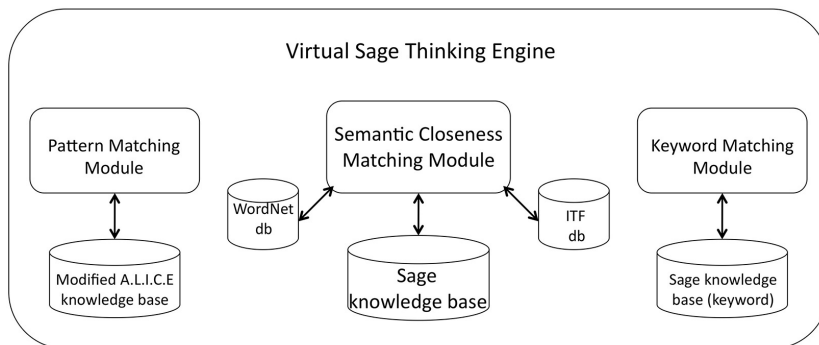 Virtual Sage Thinking Engine
Pattern Matching
Module
Semantic Closeness
Matching Module
Keyword Matching
Module
WordNet
db
ITF
db
Modified A.L.I.C.E
knowledge base
Sage
knowledge base
Sage knowledge
base (keyword)